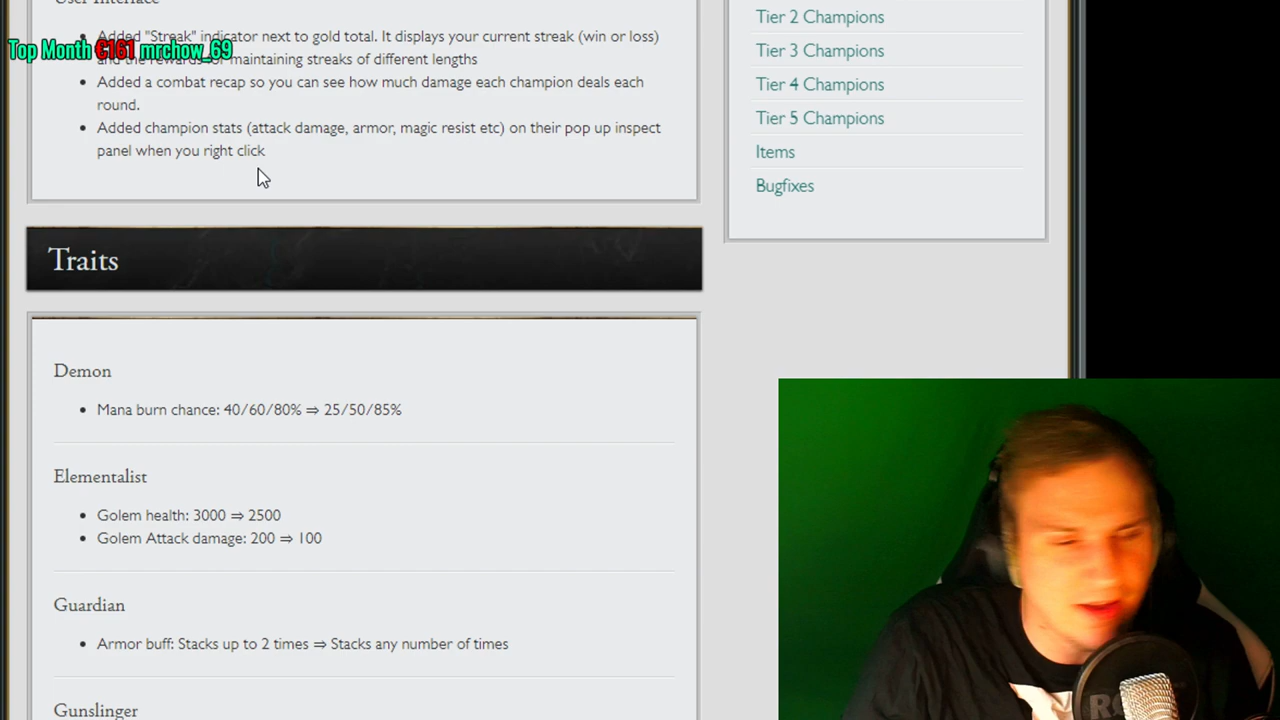 User Interface
Added "Streak" indicator next to gold total. It displays your current streak (win or loss)
Top Month €161 mrchow_69
and the rewards for maintaining streaks of different lengths
Added a combat recap so you can see how much damage each champion deals each
round.
Added champion stats (attack damage, armor, magic resist etc) on their pop up inspect
panel when you right click
Tier 2 Champions
Tier 3 Champions
Tier 4 Champions
Tier 5 Champions
Items
Bugfixes
Traits
Demon
Mana burn chance: 40/60/80% ⇒ 25/50/85%
Elementalist
Golem health: 3000 ⇒ 2500
Golem Attack damage: 200 ⇒ 100
Guardian
Armor buff: Stacks up to 2 times ⇒ Stacks any number of times
Gunslinger